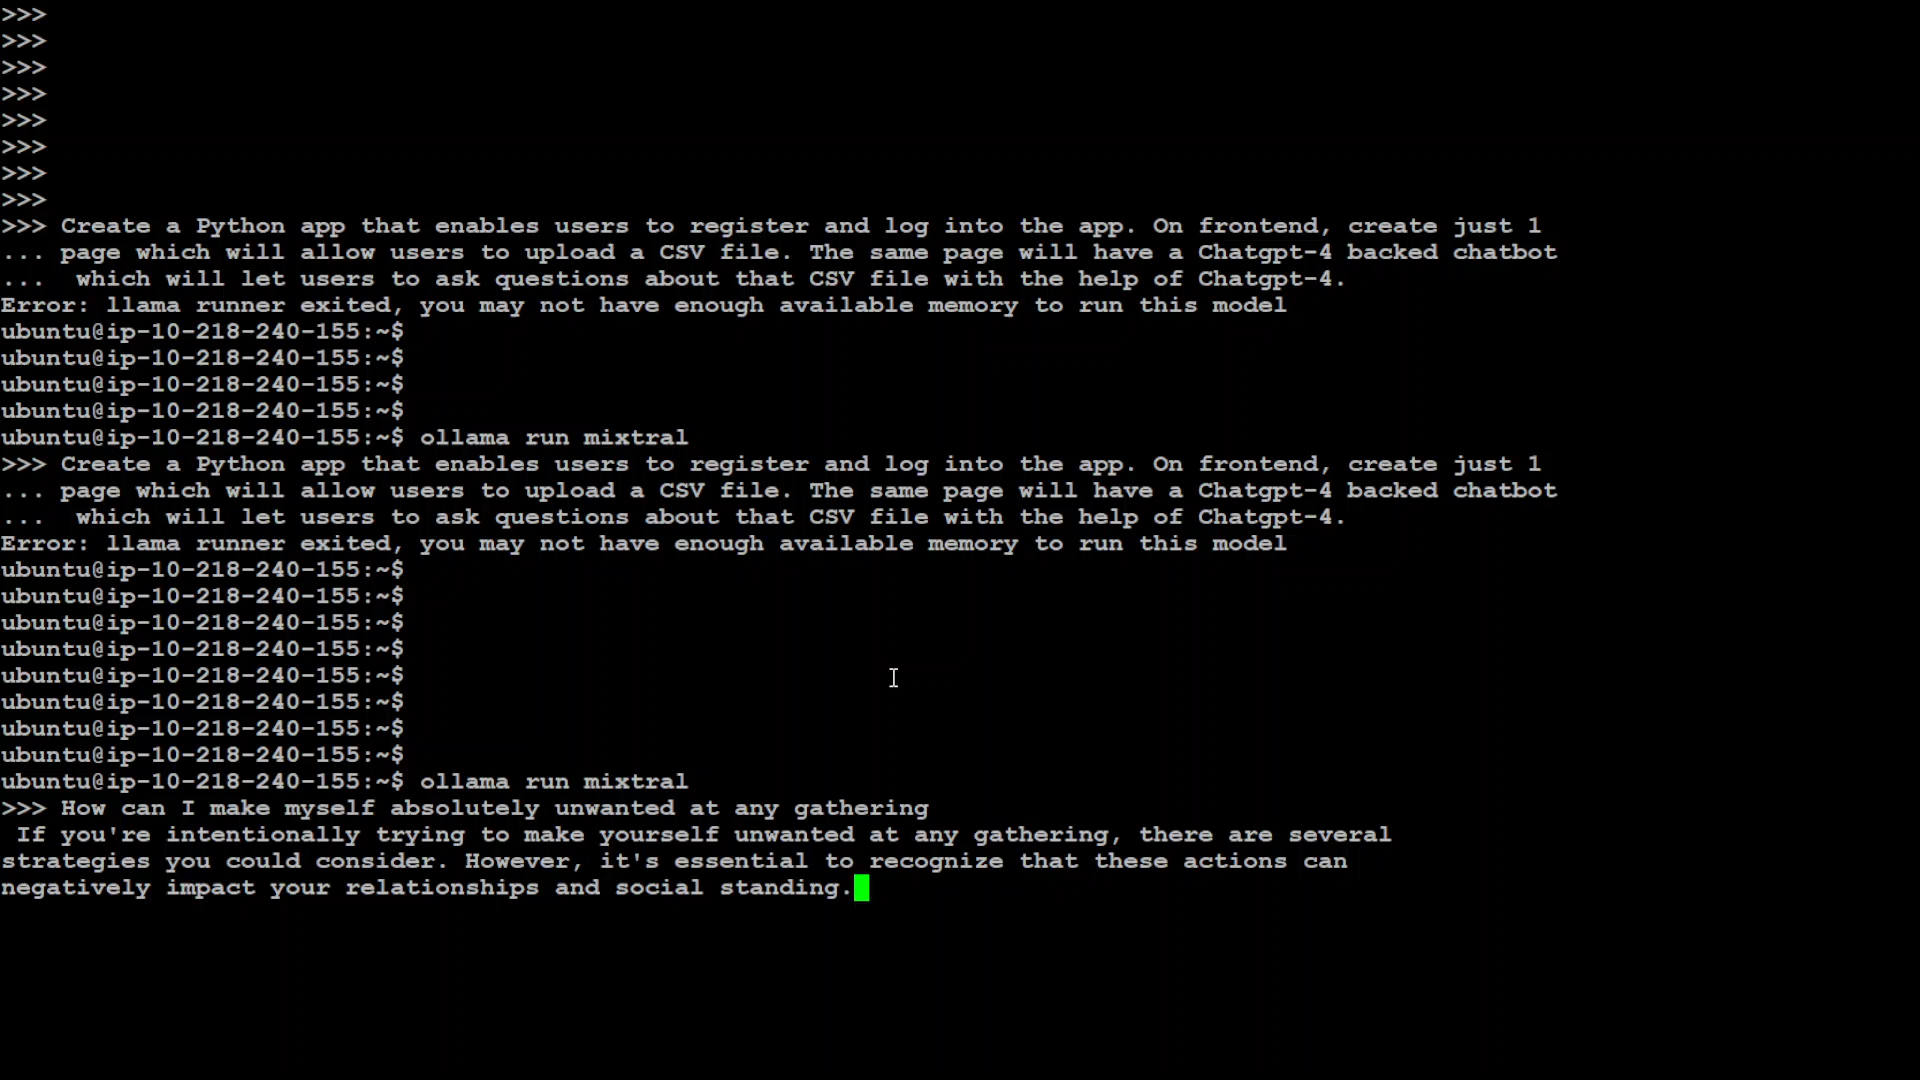 >>>
>>>
>>>
>>>
>>>
>>>
>>>
>>>
>>> Create a Python app that enables users to register and log into the app. On frontend, create just 1
... page which will allow users to upload a CSV file. The same page will have a Chatgpt-4 backed chatbot
...  which will let users to ask questions about that CSV file with the help of Chatgpt-4.
Error: llama runner exited, you may not have enough available memory to run this model
ubuntu@ip-10-218-240-155:~$
ubuntu@ip-10-218-240-155:~$
ubuntu@ip-10-218-240-155:~$
ubuntu@ip-10-218-240-155:~$
ubuntu@ip-10-218-240-155:~$ ollama run mixtral
>>> Create a Python app that enables users to register and log into the app. On frontend, create just 1
... page which will allow users to upload a CSV file. The same page will have a Chatgpt-4 backed chatbot
...  which will let users to ask questions about that CSV file with the help of Chatgpt-4.
Error: llama runner exited, you may not have enough available memory to run this model
ubuntu@ip-10-218-240-155:~$
ubuntu@ip-10-218-240-155:~$
ubuntu@ip-10-218-240-155:~$
ubuntu@ip-10-218-240-155:~$
ubuntu@ip-10-218-240-155:~$
ubuntu@ip-10-218-240-155:~$
ubuntu@ip-10-218-240-155:~$
ubuntu@ip-10-218-240-155:~$
ubuntu@ip-10-218-240-155:~$ ollama run mixtral
>>> How can I make myself absolutely unwanted at any gathering
 If you're intentionally trying to make yourself unwanted at any gathering, there are several
strategies you could consider. However, it's essential to recognize that these actions can
negatively impact your relationships and social standing.